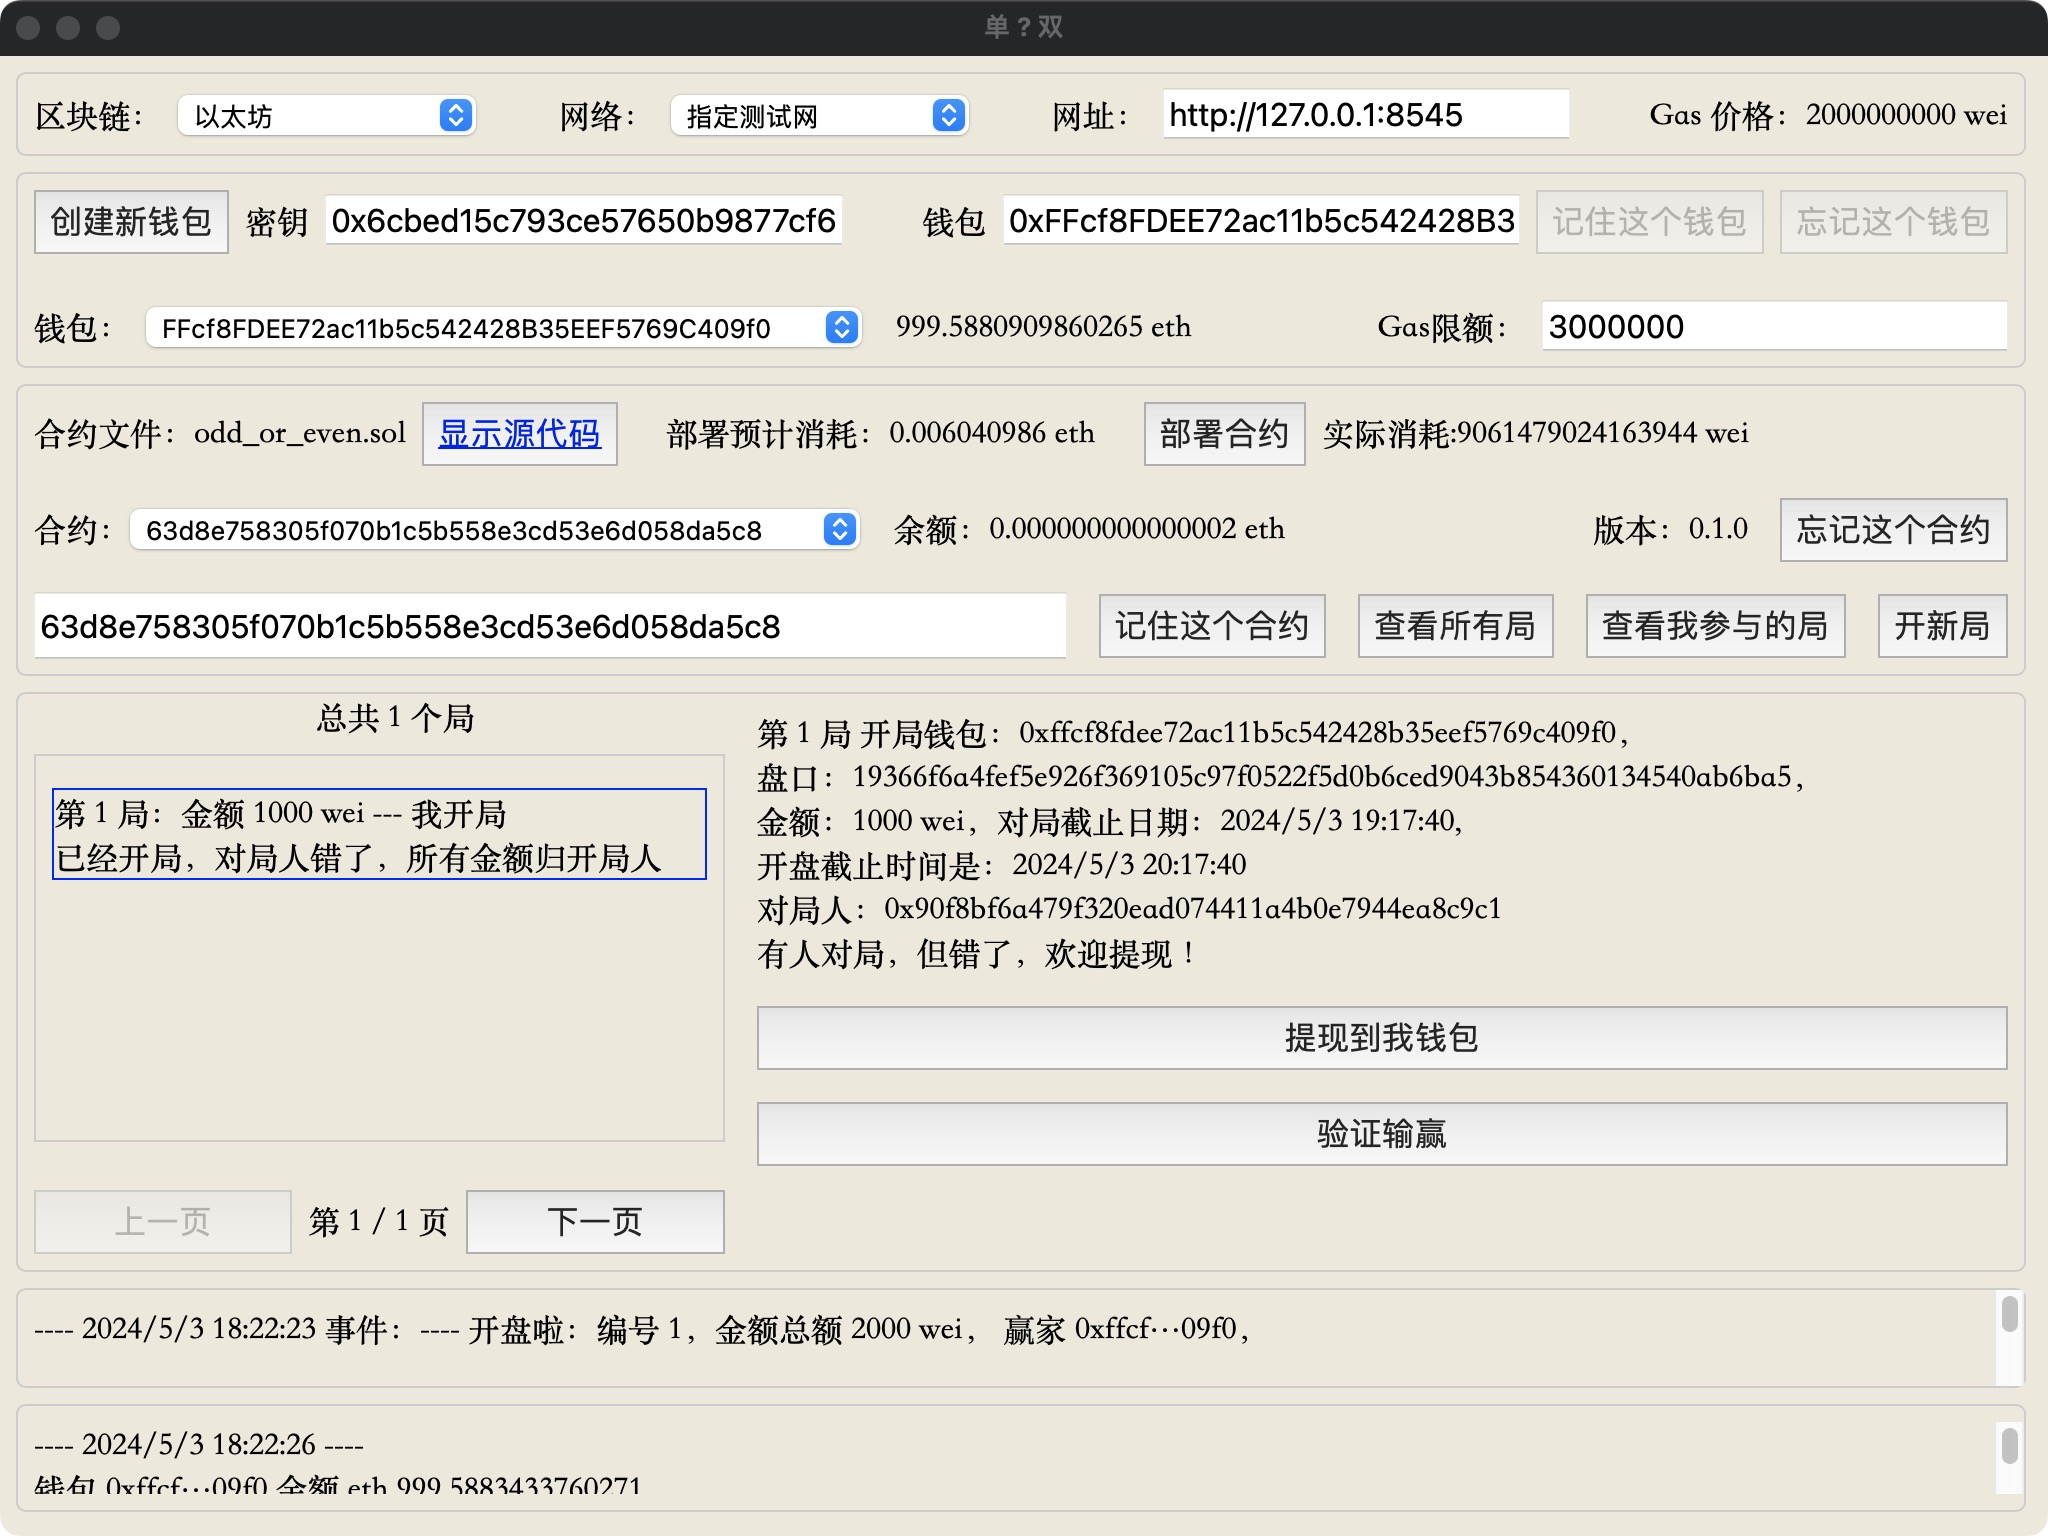 单？双
区块链： 以太坊 网络： 指定测试网 网址： http://127.0.0.1:8545 Gas 价格： 2000000000 wei
创建新钱包 密钥 0x6cbed15c793ce57650b9877cf6 钱包 0xFFcf8FDEE72ac11b5c542428B3 记住这个钱包 忘记这个钱包
钱包： FFcf8FDEE72ac11b5c542428B35EEF5769C409f0 999.5880909860265 eth Gas限额： 3000000
合约文件： odd_or_even.sol 显示源代码 部署预计消耗： 0.006040986 eth 部署合约 实际消耗:9061479024163944 wei
合约： 63d8e758305f070b1c5b558e3cd53e6d058da5c8 余额： 0.000000000000002 eth 版本： 0.1.0 忘记这个合约
63d8e758305f070b1c5b558e3cd53e6d058da5c8 记住这个合约 查看所有局 查看我参与的局 开新局
总共 1 个局
第 1 局：金额 1000 wei --- 我开局
已经开局，对局人错了，所有金额归开局人
上一页 第 1 / 1 页 下一页
第 1 局 开局钱包： 0xffcf8fdee72ac11b5c542428b35eef5769c409f0，
盘口： 19366f6a4fef5e926f369105c97f0522f5d0b6ced9043b854360134540ab6ba5，
金额： 1000 wei，对局截止日期： 2024/5/3 19:17:40,
开盘截止时间是： 2024/5/3 20:17:40
对局人： 0x90f8bf6a479f320ead074411a4b0e7944ea8c9c1
有人对局，但错了，欢迎提现！
提现到我钱包
验证输赢
---- 2024/5/3 18:22:23 事件： ---- 开盘啦：编号 1，金额总额 2000 wei， 赢家 0xffcf···09f0，
---- 2024/5/3 18:22:26 ----
钱包 0xffcf···09f0 金额 eth 999.5883433760271